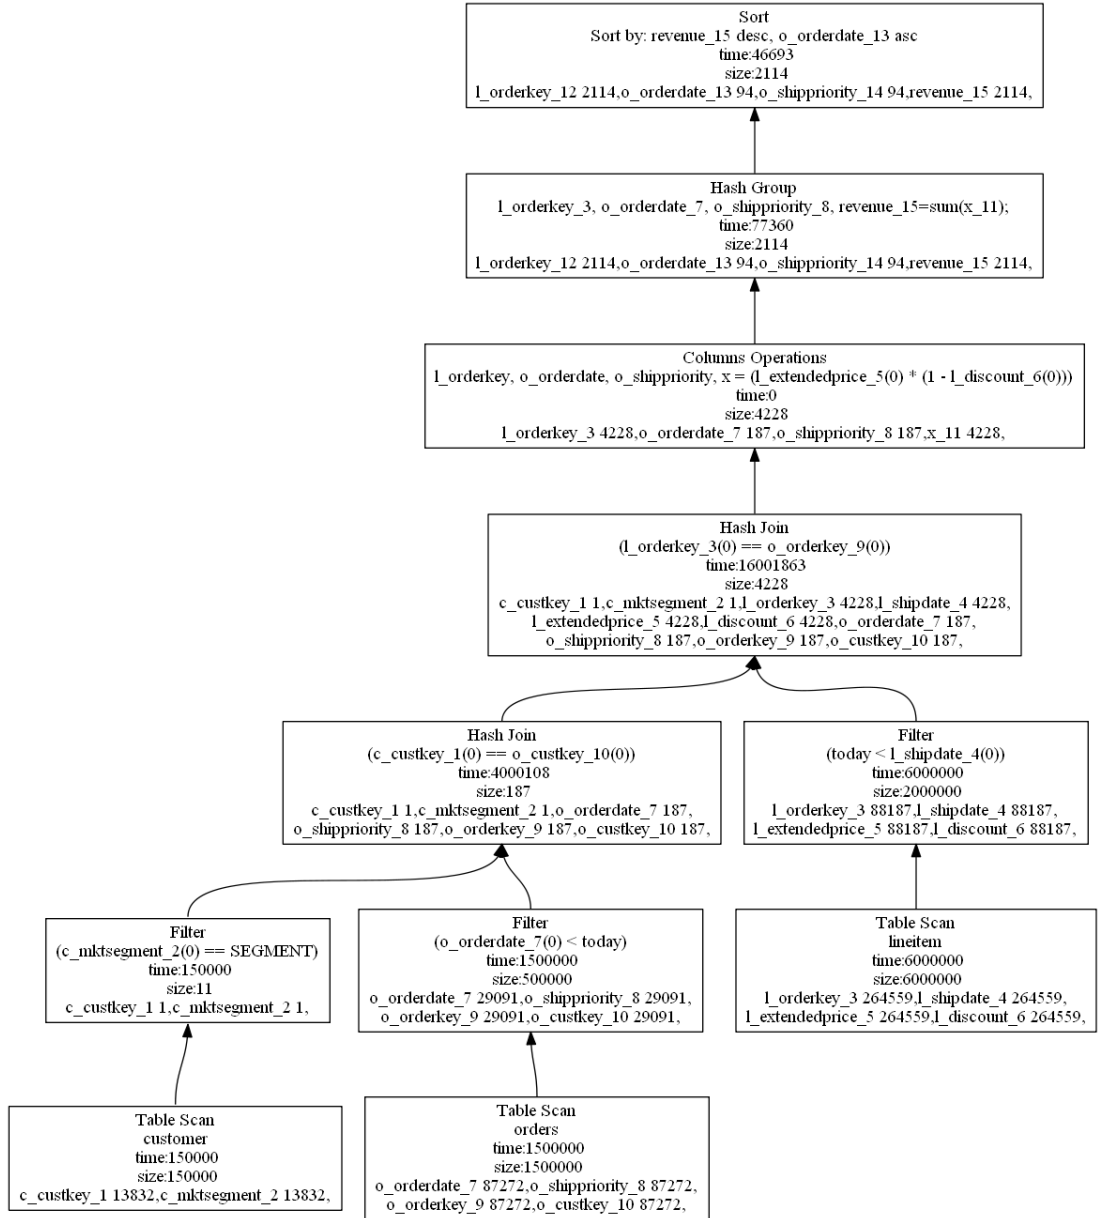 Sort
Sort by: revenue_15 desc, o_orderdate_13 asc
time:46693
size:2114
l_orderkey_12 2114,o_orderdate_13 94,o_shippriority_14 94,revenue_15 2114,
Hash Group
l_orderkey_3, o_orderdate_7, o_shippriority_8, revenue_15=sum(x_11);
time:77360
size:2114
l_orderkey_12 2114,o_orderdate_13 94,o_shippriority_14 94,revenue_15 2114,
Columns Operations
l_orderkey, o_orderdate, o_shippriority, x = (l_extendedprice_5(0) * (1 - l_discount_6(0)))
time:0
size:4228
l_orderkey_3 4228,o_orderdate_7 187,o_shippriority_8 187,x_11 4228,
Hash Join
(l_orderkey_3(0) == o_orderkey_9(0))
time:16001863
size:4228
c_custkey_1 1,c_mktsegment_2 1,l_orderkey_3 4228,l_shipdate_4 4228,
l_extendedprice_5 4228,l_discount_6 4228,o_orderdate_7 187,
o_shippriority_8 187,o_orderkey_9 187,o_custkey_10 187,
Hash Join
(c_custkey_1(0) == o_custkey_10(0))
time:4000108
size:187
c_custkey_1 1,c_mktsegment_2 1,o_orderdate_7 187,
o_shippriority_8 187,o_orderkey_9 187,o_custkey_10 187,
Filter
(today < l_shipdate_4(0))
time:6000000
size:2000000
l_orderkey_3 88187,l_shipdate_4 88187,
l_extendedprice_5 88187,l_discount_6 88187,
Filter
(c_mktsegment_2(0) == SEGMENT)
time:150000
size:11
c_custkey_1 1,c_mktsegment_2 1,
Filter
(o_orderdate_7(0) < today)
time:1500000
size:500000
o_orderdate_7 29091,o_shippriority_8 29091,
o_orderkey_9 29091,o_custkey_10 29091,
Table Scan
lineitem
time:6000000
size:6000000
l_orderkey_3 264559,l_shipdate_4 264559,
l_extendedprice_5 264559,l_discount_6 264559,
Table Scan
customer
time:150000
size:150000
c_custkey_1 13832,c_mktsegment_2 13832,
Table Scan
orders
time:1500000
size:1500000
o_orderdate_7 87272,o_shippriority_8 87272,
o_orderkey_9 87272,o_custkey_10 87272,